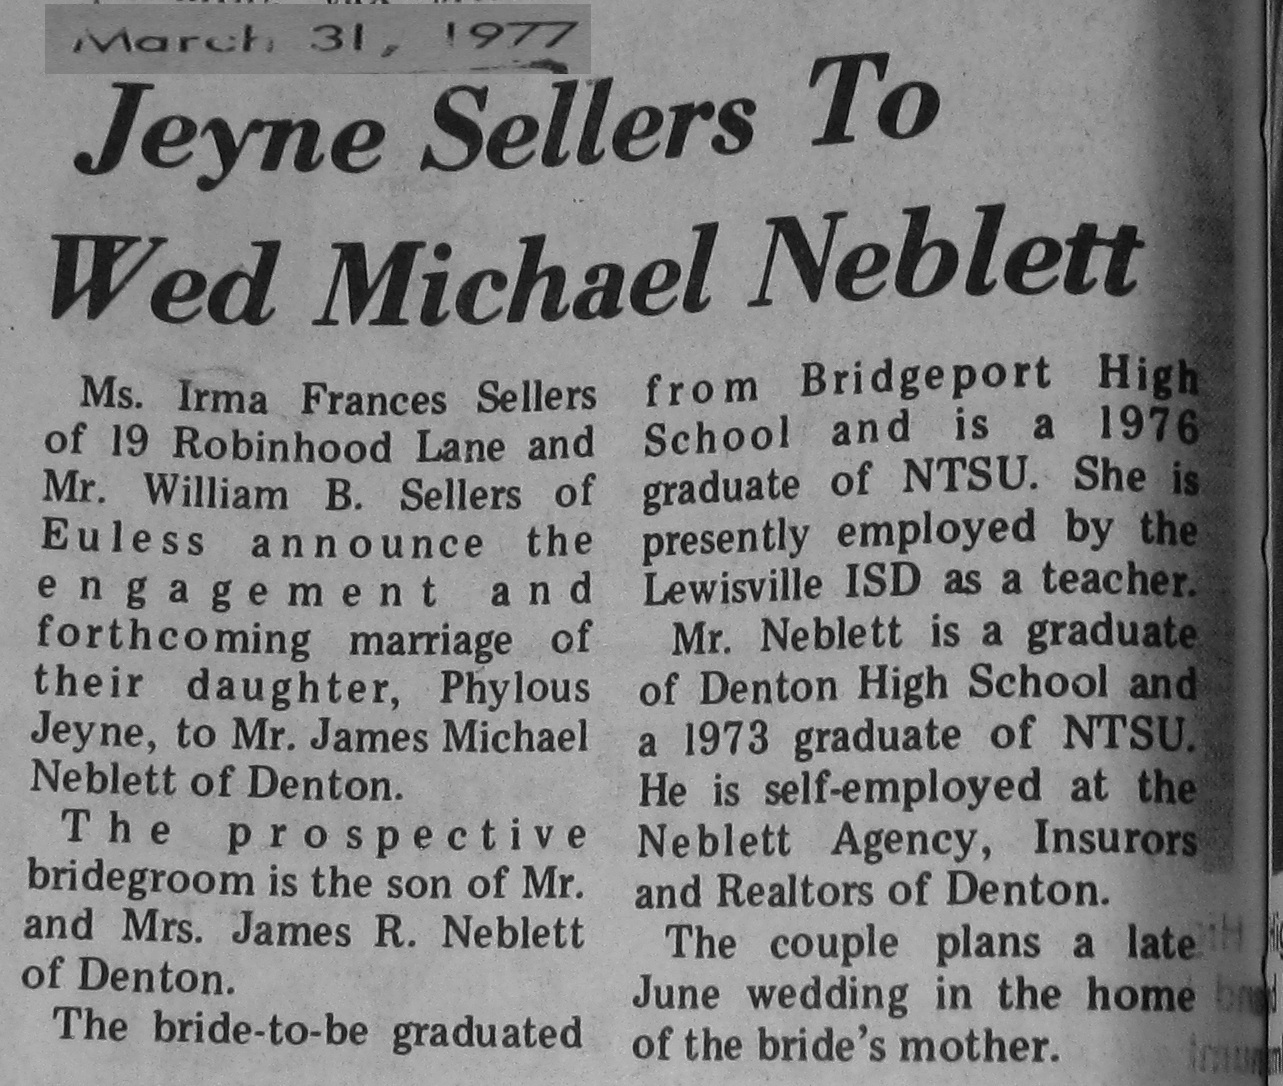 March 31, 1977
Jeyne Sellers To
Wed Michael Neblett
Ms. Irma Frances Sellers
of 19 Robinhood Lane and
Mr. William B. Sellers of
Euless announce the
engagement and
forthcoming marriage of
their daughter, Phylous
Jeyne, to Mr. James Michael
Neblett of Denton.
The prospective
bridegroom is the son of Mr.
and Mrs. James R. Neblett
of Denton.
The bride-to-be graduated
from Bridgeport High
School and is a 1976
graduate of NTSU. She is
presently employed by the
Lewisville ISD as a teacher.
Mr. Neblett is a graduate
of Denton High School and
a 1973 graduate of NTSU.
He is self-employed at the
Neblett Agency, Insurors
and Realtors of Denton.
The couple plans a late
June wedding in the home
of the bride's mother.